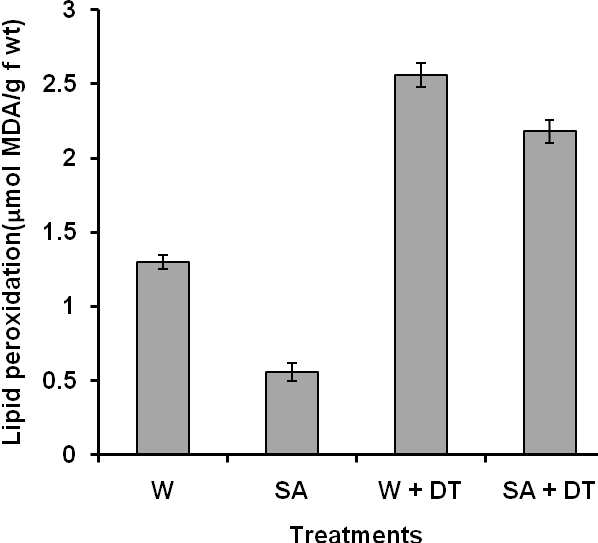 Lipid peroxidation(µmol MDA/g f wt)
3
2.5
2
1.5
1
0.5
0
W SA W + DT SA + DT
Treatments